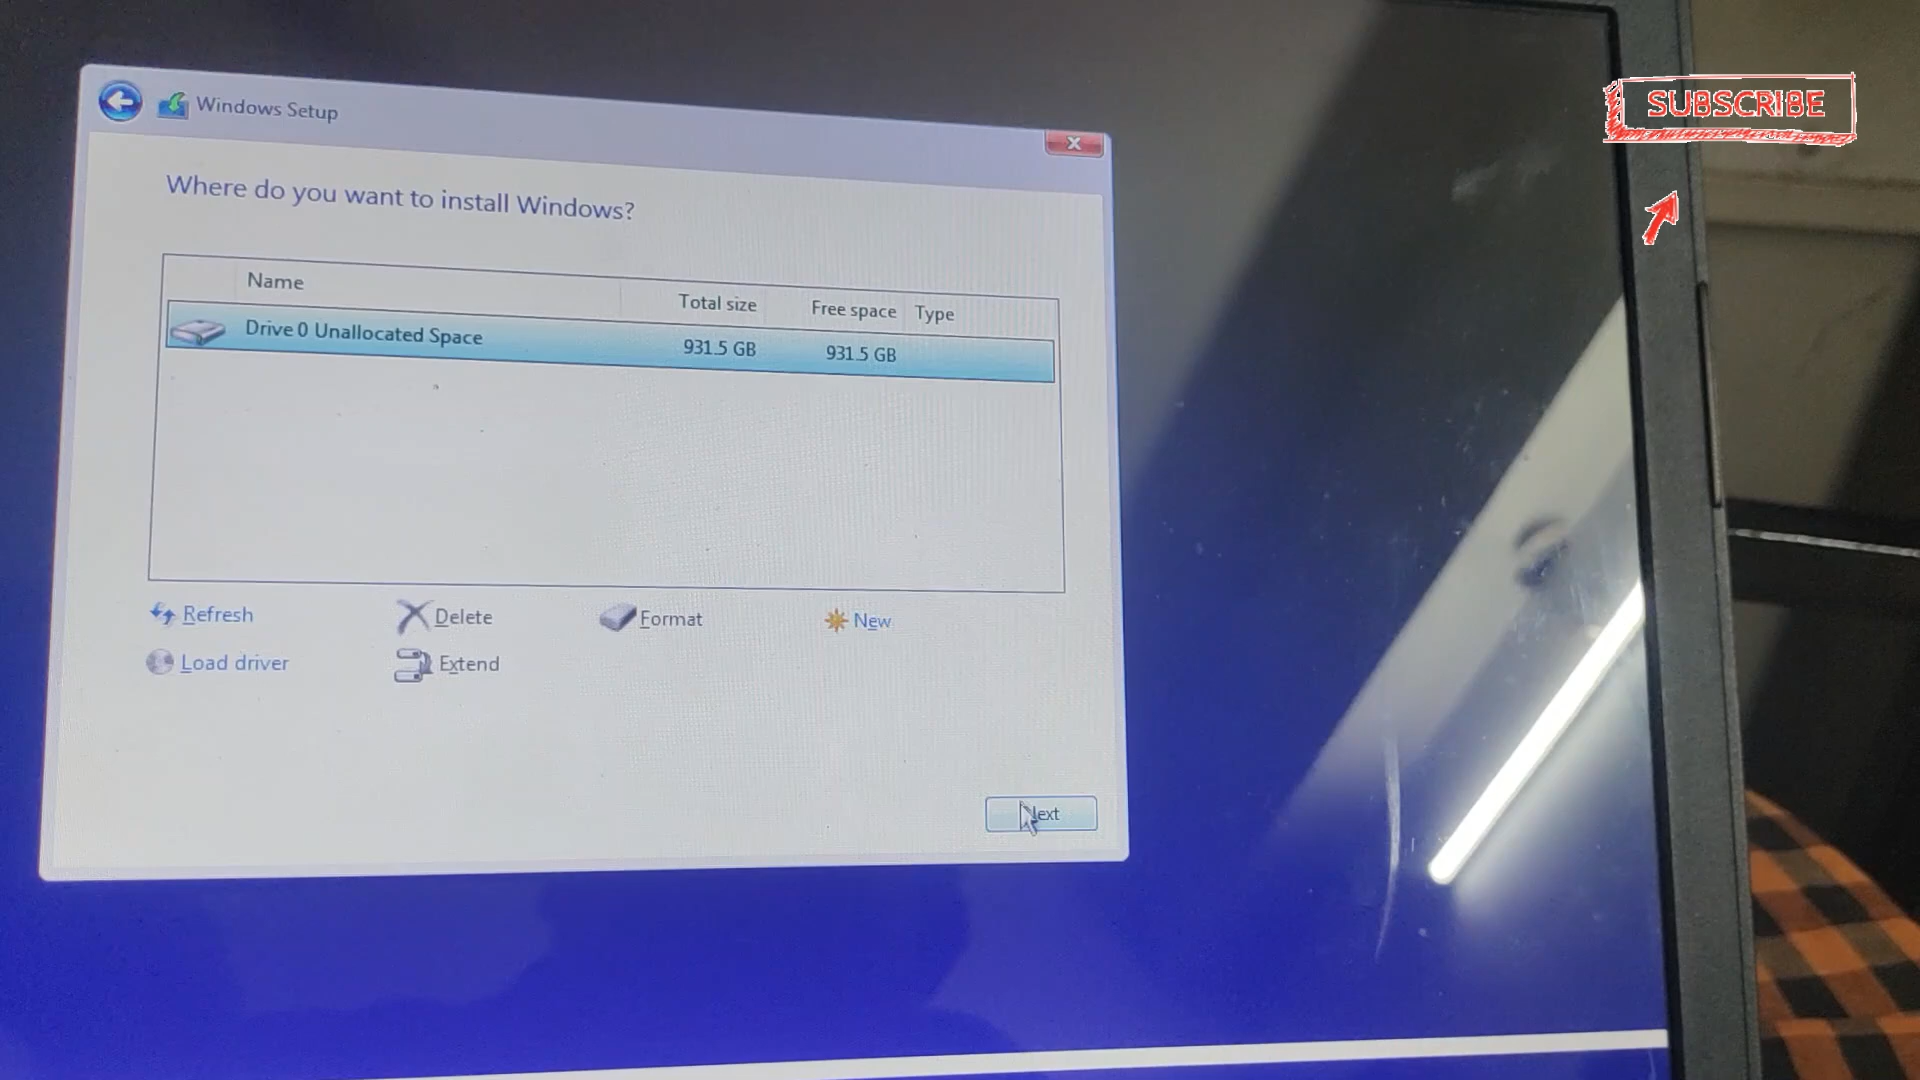 Windows Setup
SUBSCRIBE
Where do you want to install Windows?
Name Total size Free space Type
Drive 0 Unallocated Space 931.5 GB 931.5 GB
Refresh Delete Format New
Load driver Extend
Next